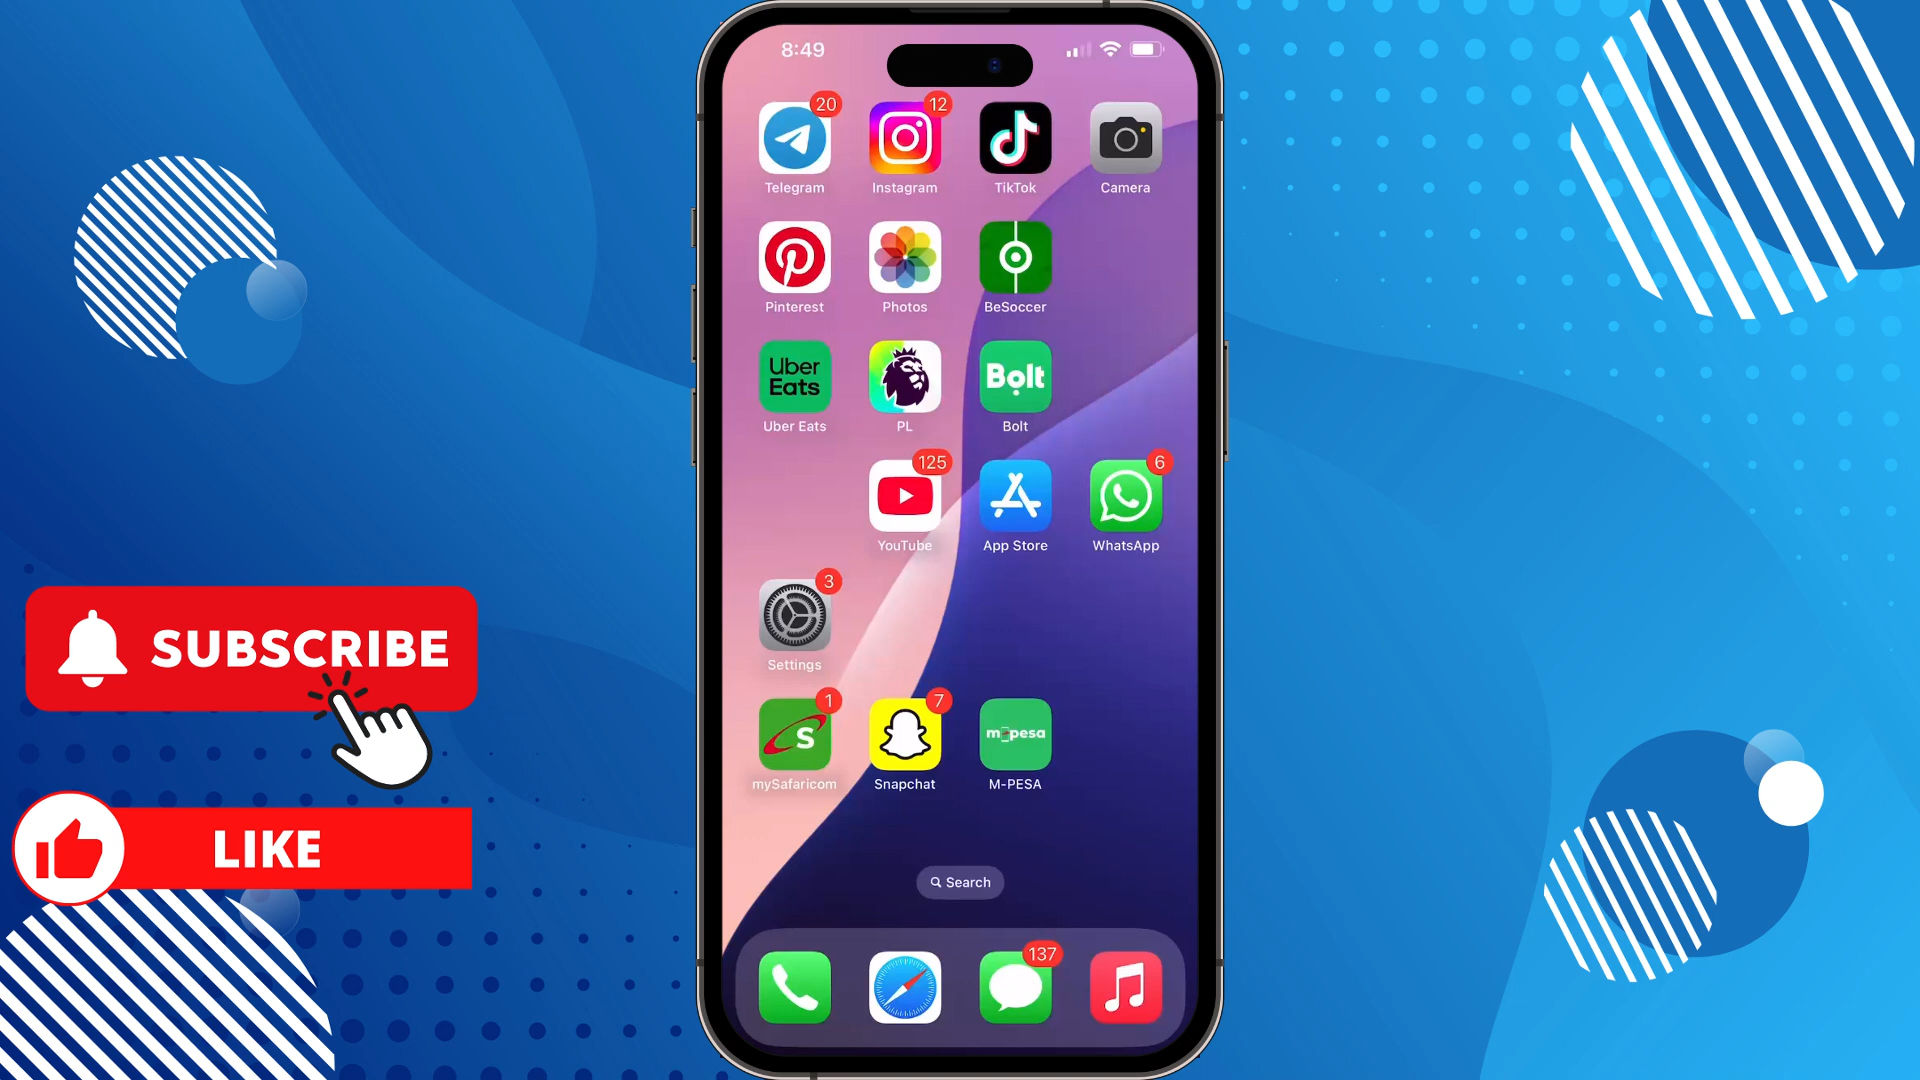 8:49
20
12
Telegram
Instagram
TikTok
Camera
Pinterest
Photos
BeSoccer
Uber
Eats
Bolt
Uber Eats
PL
Bolt
125
6
YouTube
App Store
WhatsApp
3
Settings
1
7
S
m-pesa
mySafaricom
Snapchat
M-PESA
Search
137
SUBSCRIBE
LIKE